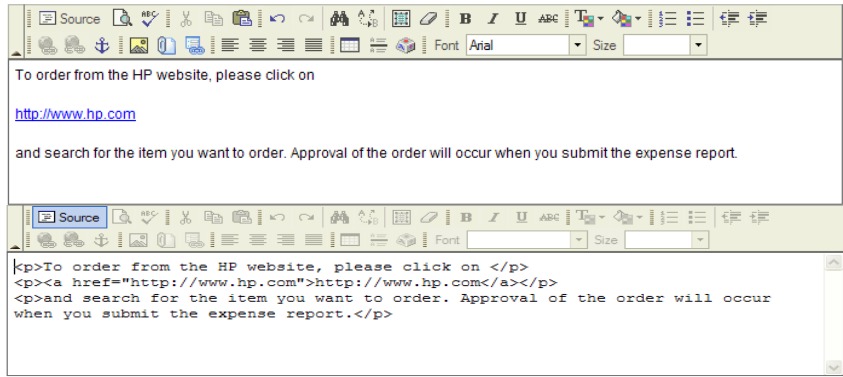 Source ABC B I U ABC
Font Arial Size
To order from the HP website, please click on
http://www.hp.com
and search for the item you want to order. Approval of the order will occur when you submit the expense report.
Source ABC B I U ABC
Font Size
<p>To order from the HP website, please click on </p>
<p><a href="http://www.hp.com">http://www.hp.com</a></p>
<p>and search for the item you want to order. Approval of the order will occur
when you submit the expense report.</p>